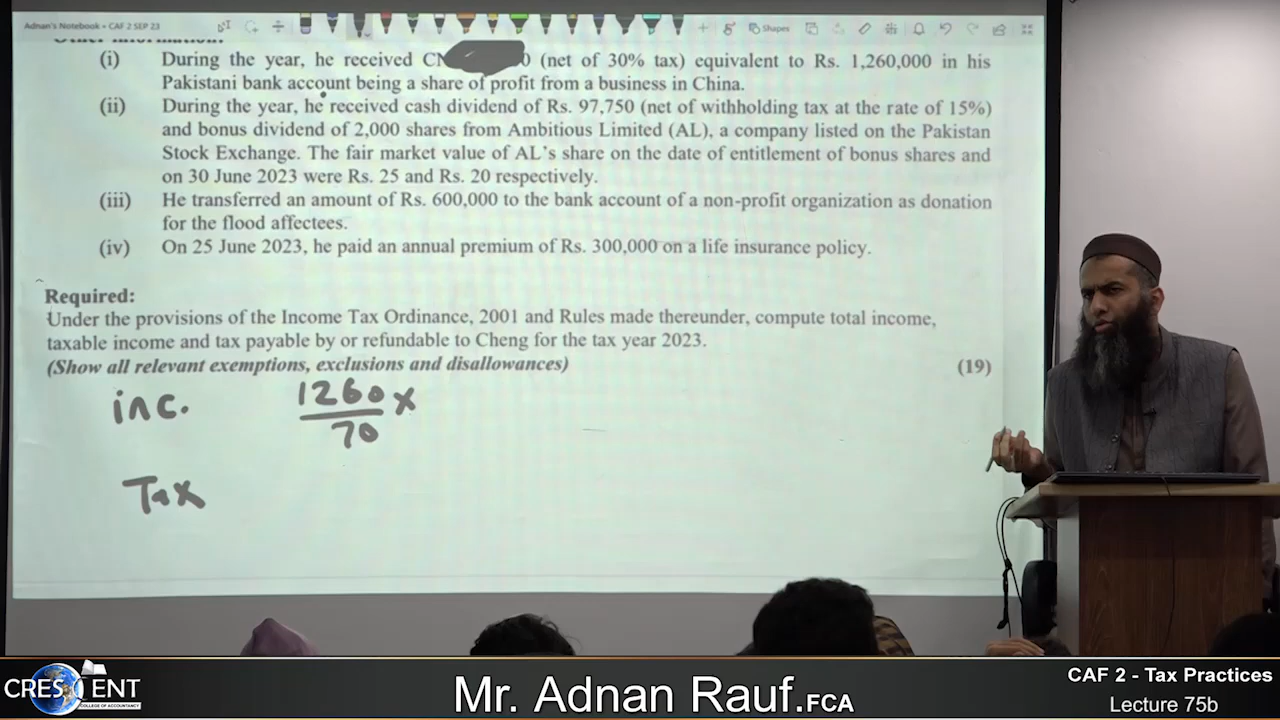 Adnan's Notebook - CAF 2 SEP 23
Shapes
Other Information:
(i) During the year, he received CN 0 (net of 30% tax) equivalent to Rs. 1,260,000 in his
Pakistani bank account being a share of profit from a business in China.
(ii) During the year, he received cash dividend of Rs. 97,750 (net of withholding tax at the rate of 15%)
and bonus dividend of 2,000 shares from Ambitious Limited (AL), a company listed on the Pakistan
Stock Exchange. The fair market value of AL's share on the date of entitlement of bonus shares and
on 30 June 2023 were Rs. 25 and Rs. 20 respectively.
(iii) He transferred an amount of Rs. 600,000 to the bank account of a non-profit organization as donation
for the flood affectees.
(iv) On 25 June 2023, he paid an annual premium of Rs. 300,000 on a life insurance policy.
Required:
Under the provisions of the Income Tax Ordinance, 2001 and Rules made thereunder, compute total income,
taxable income and tax payable by or refundable to Cheng for the tax year 2023.
(Show all relevant exemptions, exclusions and disallowances) (19)
inc. 1260 x
70
Tax
CRESCENT
COLLEGE OF ACCOUNTANCY
Mr. Adnan Rauf.FCA
CAF 2 - Tax Practices
Lecture 75b